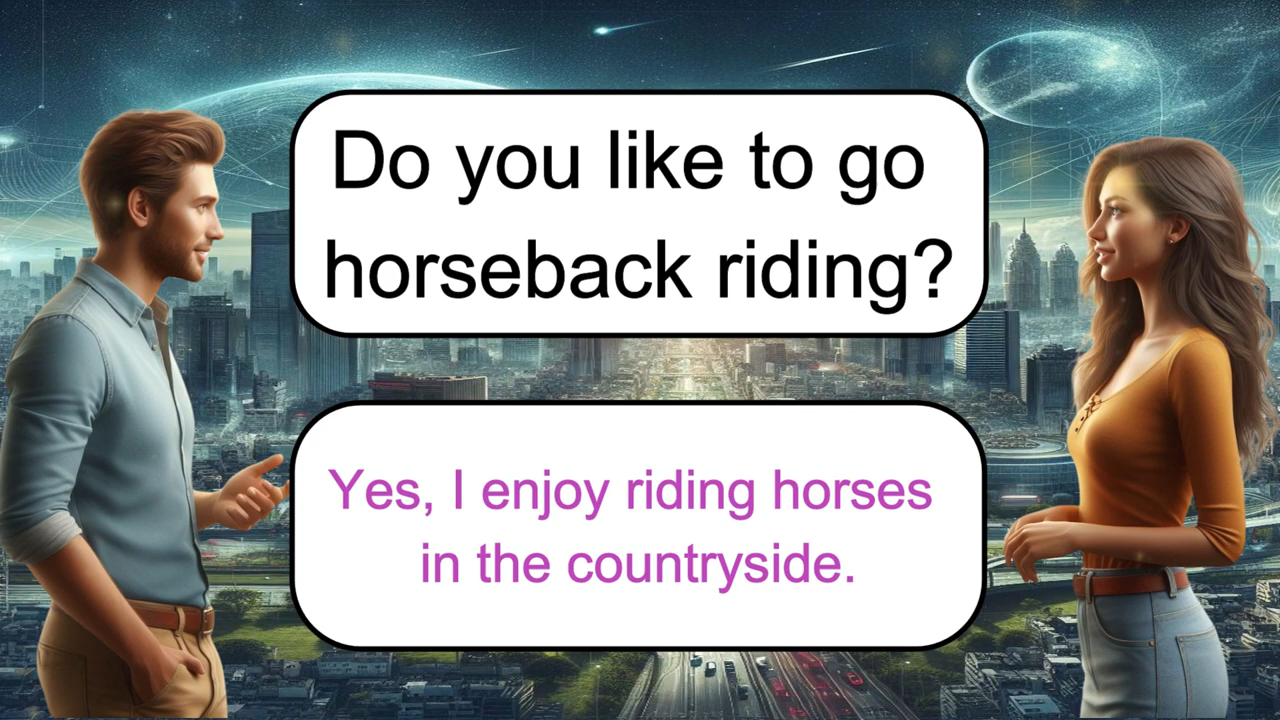 Do you like to go
horseback riding?
Yes, I enjoy riding horses
in the countryside.